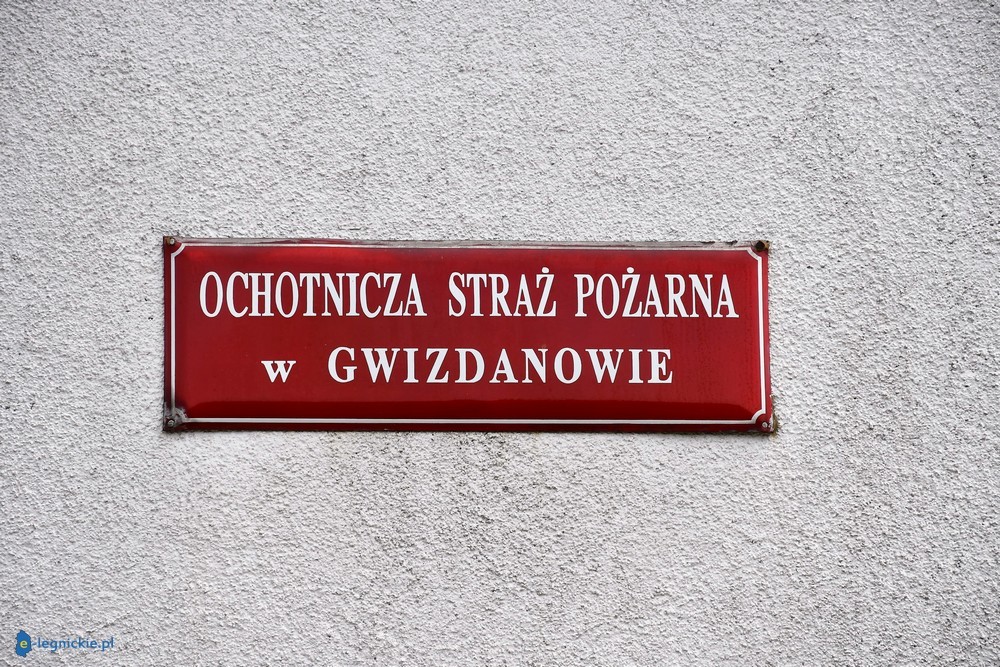 OCHOTNICZA STRAŻ POŻARNA
w GWIZDANOWIE
e-legnickie.pl